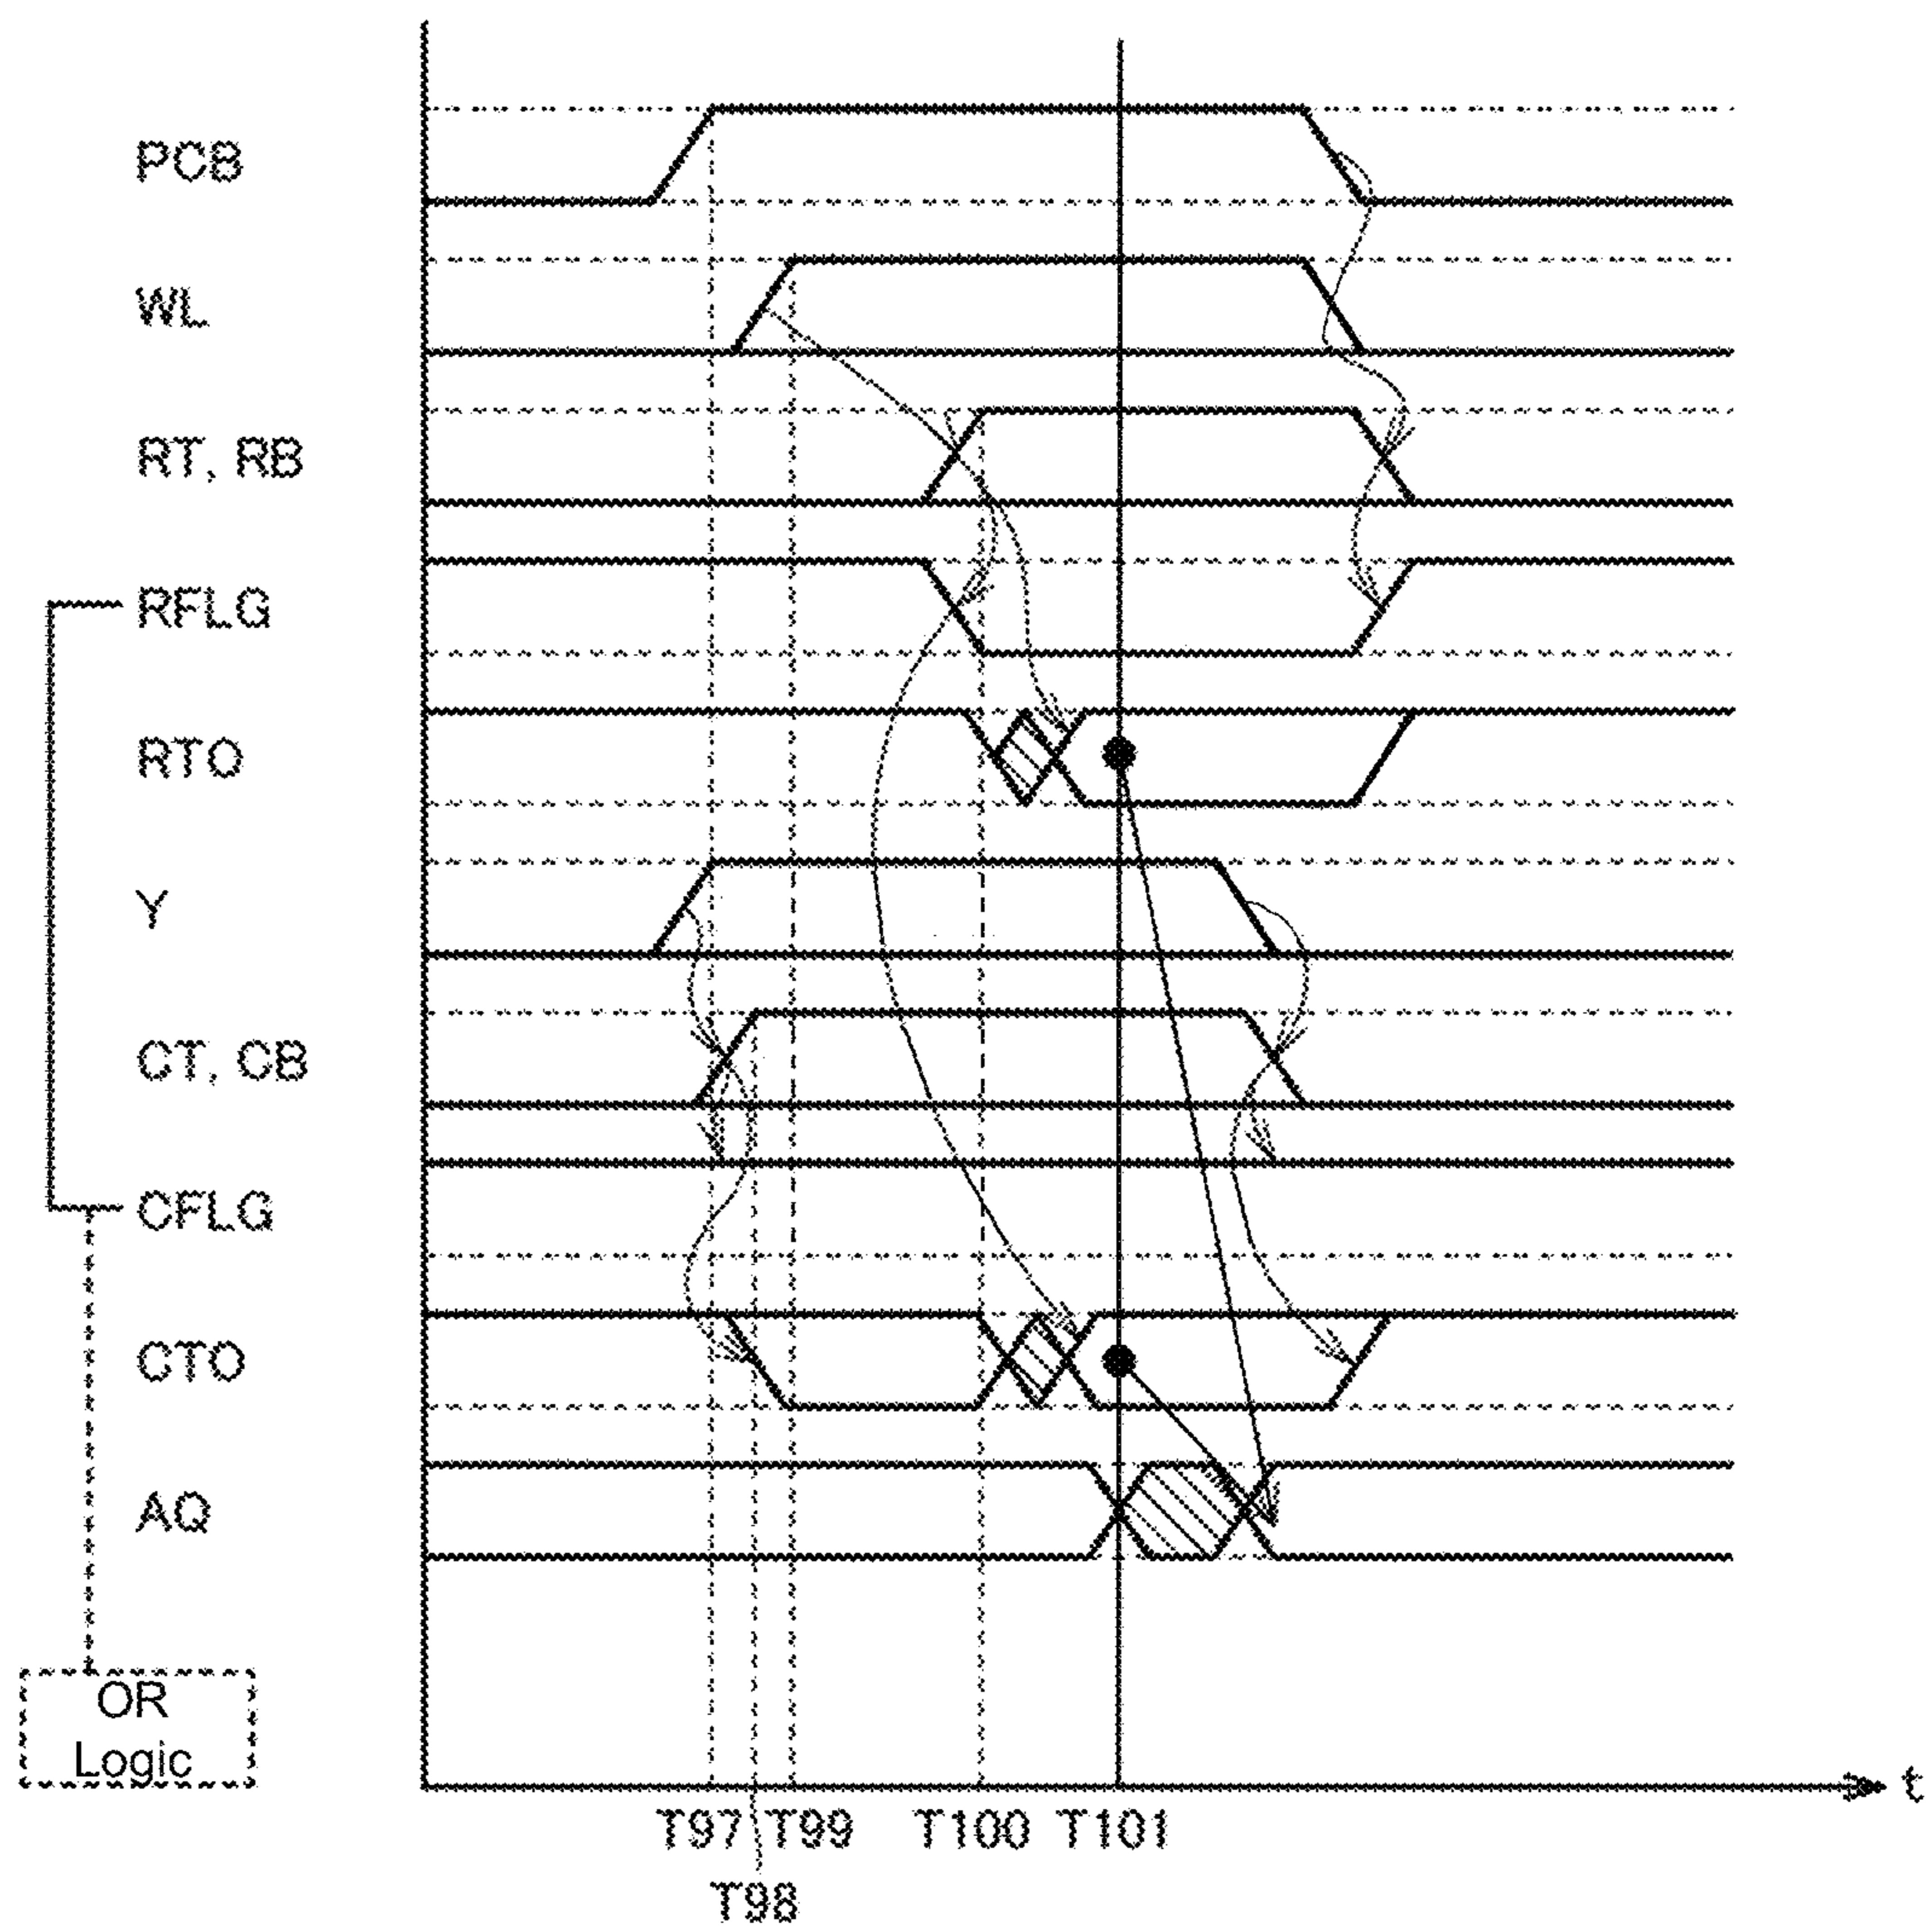 PCB
WL
RT, RB
RFLG
RTO
Y
CT, CB
CFLG
CTO
AQ
OR
Logic
t
T97 T99 T100 T101
T98